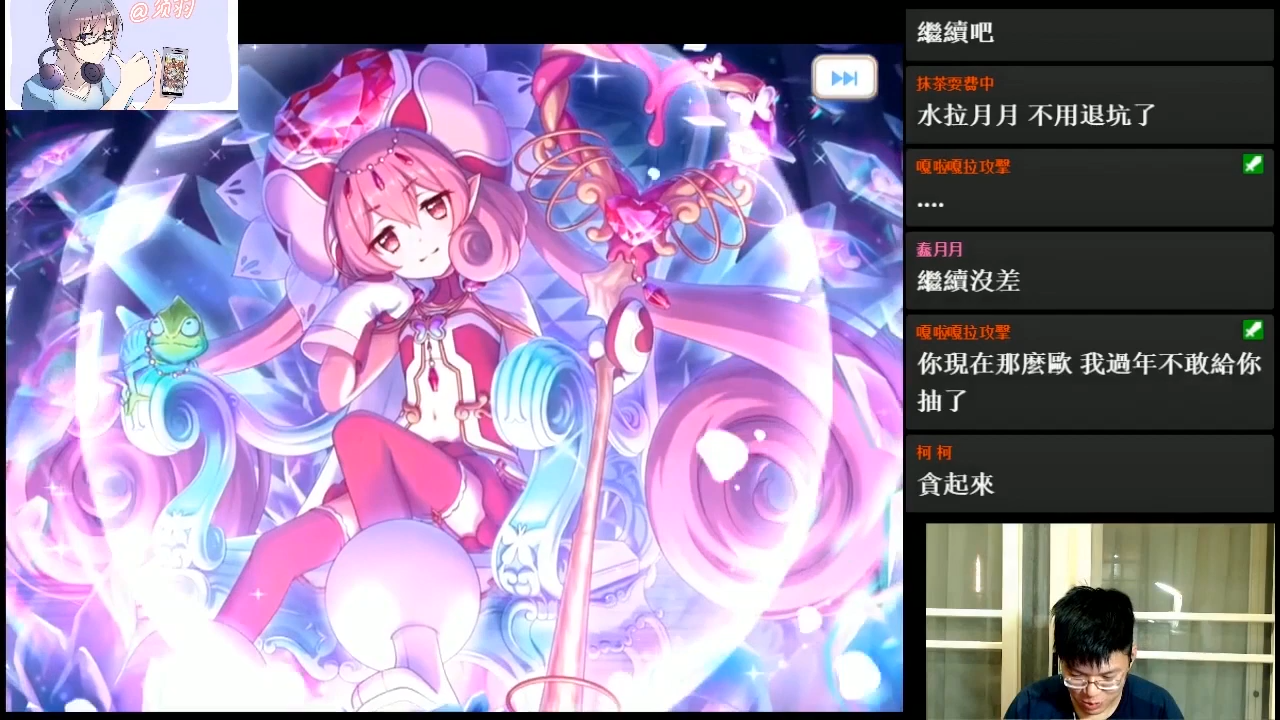 @須羽
繼續吧
抹茶耍費中
水拉月月 不用退坑了
嘎啦嘎拉攻擊
....
蠢月月
繼續沒差
嘎啦嘎拉攻擊
你現在那麼歐 我過年不敢給你
抽了
柯 柯
貪起來